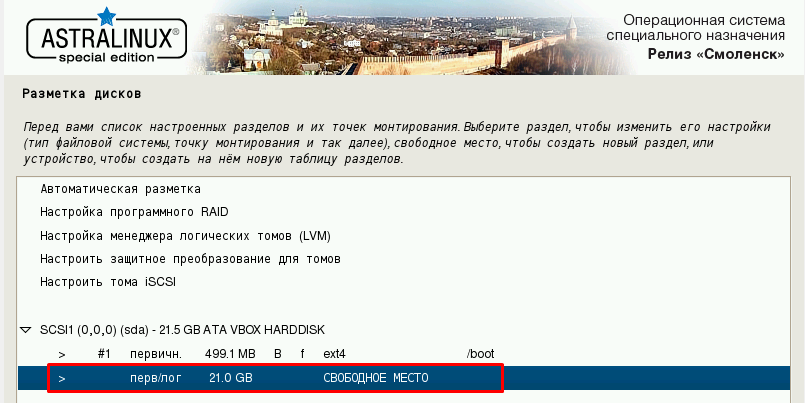 ASTRALINUX®
special edition
Операционная система
специального назначения
Релиз «Смоленск»
Разметка дисков
Перед вами список настроенных разделов и их точек монтирования. Выберите раздел, чтобы изменить его настройки
(тип файловой системы, точку монтирования и так далее), свободное место, чтобы создать новый раздел, или
устройство, чтобы создать на нём новую таблицу разделов.
Автоматическая разметка
Настройка программного RAID
Настройка менеджера логических томов (LVM)
Настроить защитное преобразование для томов
Настроить тома iSCSI
SCSI1 (0,0,0) (sda) - 21.5 GB ATA VBOX HARDDISK
> #1 первичн. 499.1 MB B f ext4 /boot
> перв/лог 21.0 GB СВОБОДНОЕ МЕСТО